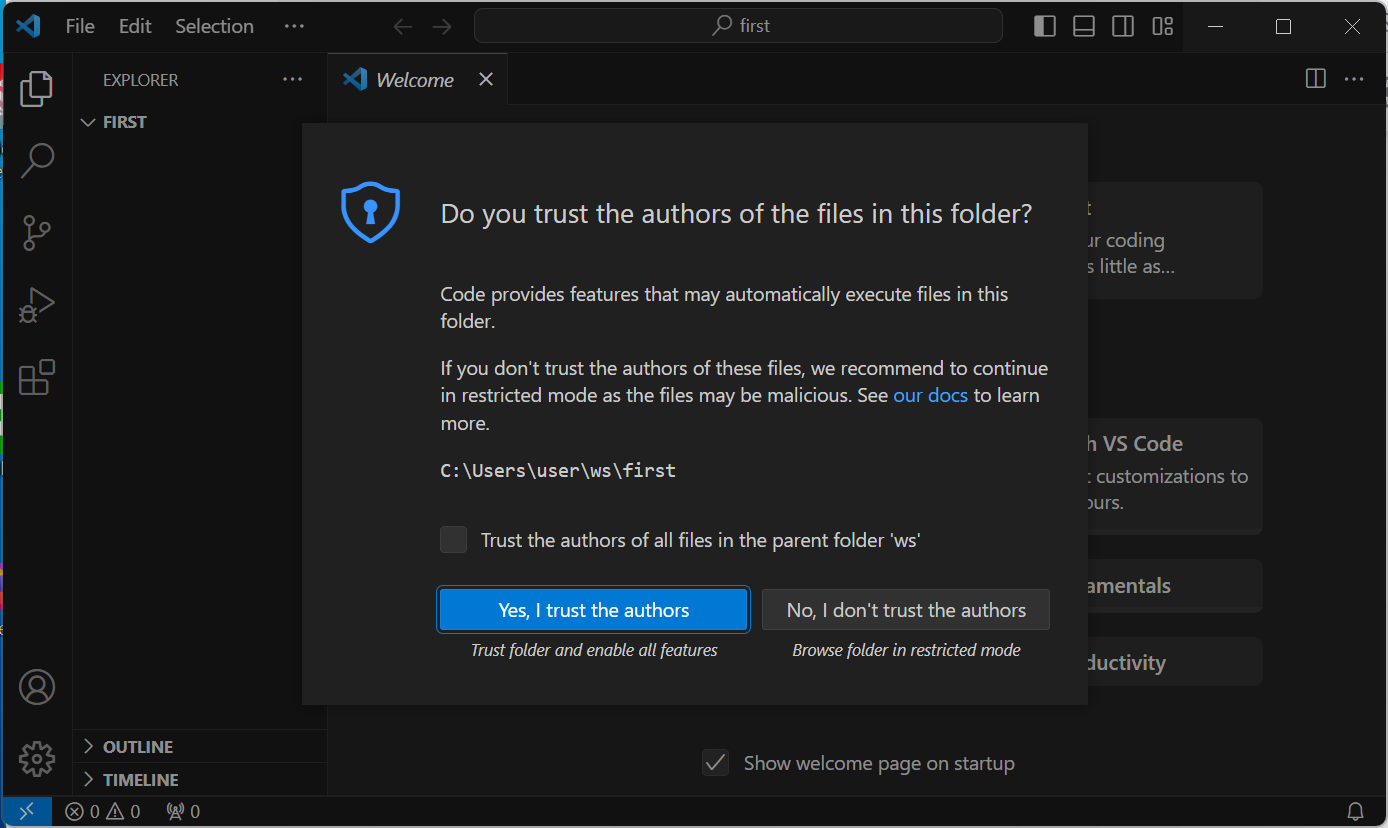 File Edit Selection ···
first
EXPLORER ···
Welcome
FIRST
Do you trust the authors of the files in this folder?
Code provides features that may automatically execute files in this
folder.
If you don't trust the authors of these files, we recommend to continue
in restricted mode as the files may be malicious. See our docs to learn
more.
C:\Users\user\ws\first
Trust the authors of all files in the parent folder 'ws'
Yes, I trust the authors
No, I don't trust the authors
Trust folder and enable all features
Browse folder in restricted mode
coding
little as...
VS Code
customizations to
Show welcome page on startup
OUTLINE
TIMELINE
0 0 0